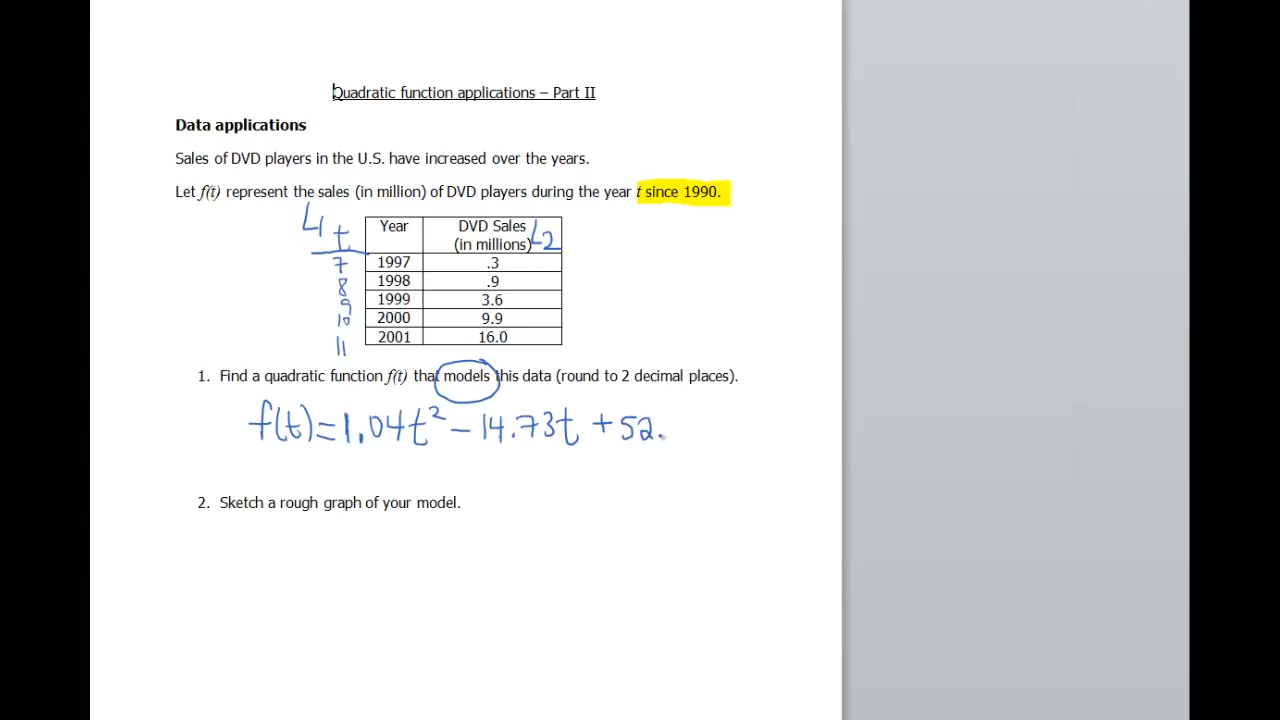 Quadratic function applications – Part II
Data applications
Sales of DVD players in the U.S. have increased over the years.
Let f(t) represent the sales (in million) of DVD players during the year t since 1990.
L1 t Year DVD Sales (in millions) L2
7 1997 .3
8 1998 .9
9 1999 3.6
10 2000 9.9
11 2001 16.0
1. Find a quadratic function f(t) that models this data (round to 2 decimal places).
f(t)=1.04t² – 14.73t + 52.
2. Sketch a rough graph of your model.